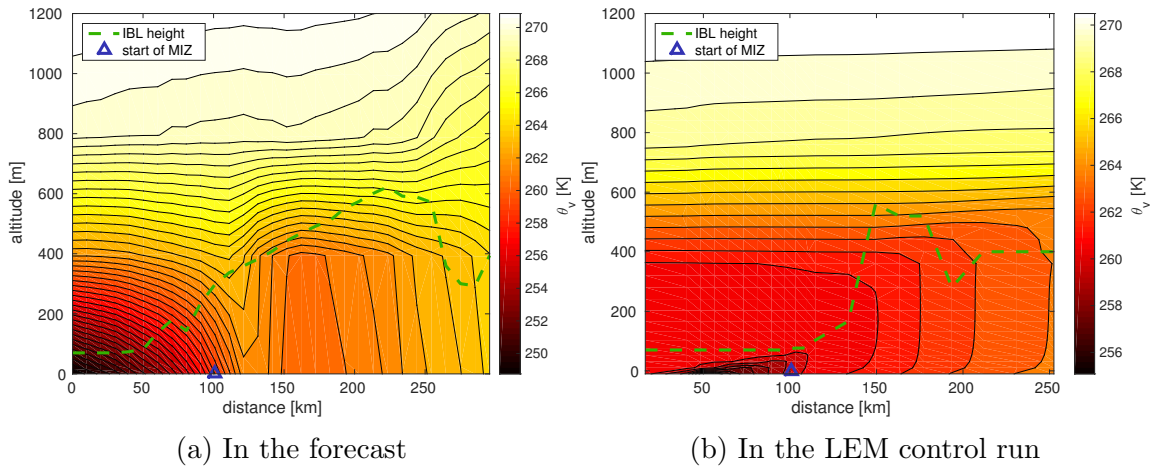 1200
1000
800
600
400
200
0
altitude [m]
IBL height
start of MIZ
0 50 100 150 200 250
distance [km]
270
268
266
264
262
260
258
256
254
252
250
θv [K]
(a) In the forecast
1200
1000
800
600
400
200
0
altitude [m]
IBL height
start of MIZ
50 100 150 200 250
distance [km]
270
268
266
264
262
260
258
256
θv [K]
(b) In the LEM control run